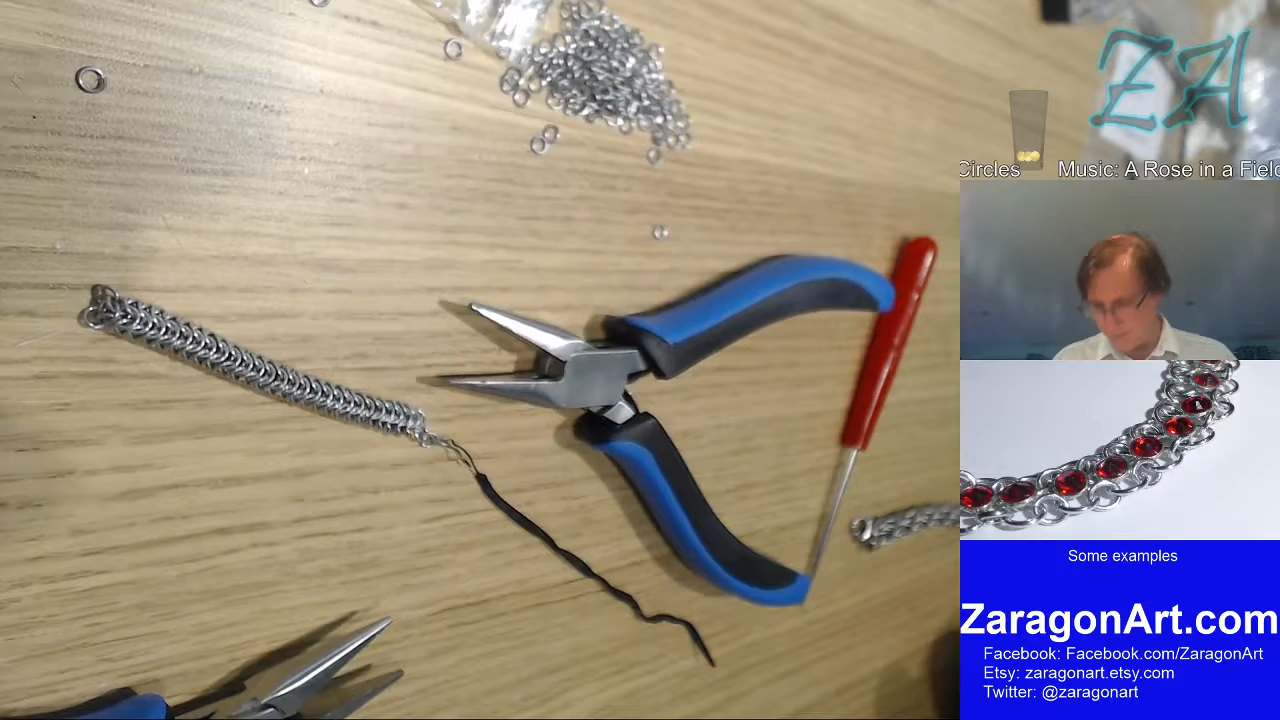 ZA
Circles Music: A Rose in a Field
Some examples
ZaragonArt.com
Facebook: Facebook.com/ZaragonArt
Etsy: zaragonart.etsy.com
Twitter: @zaragonart